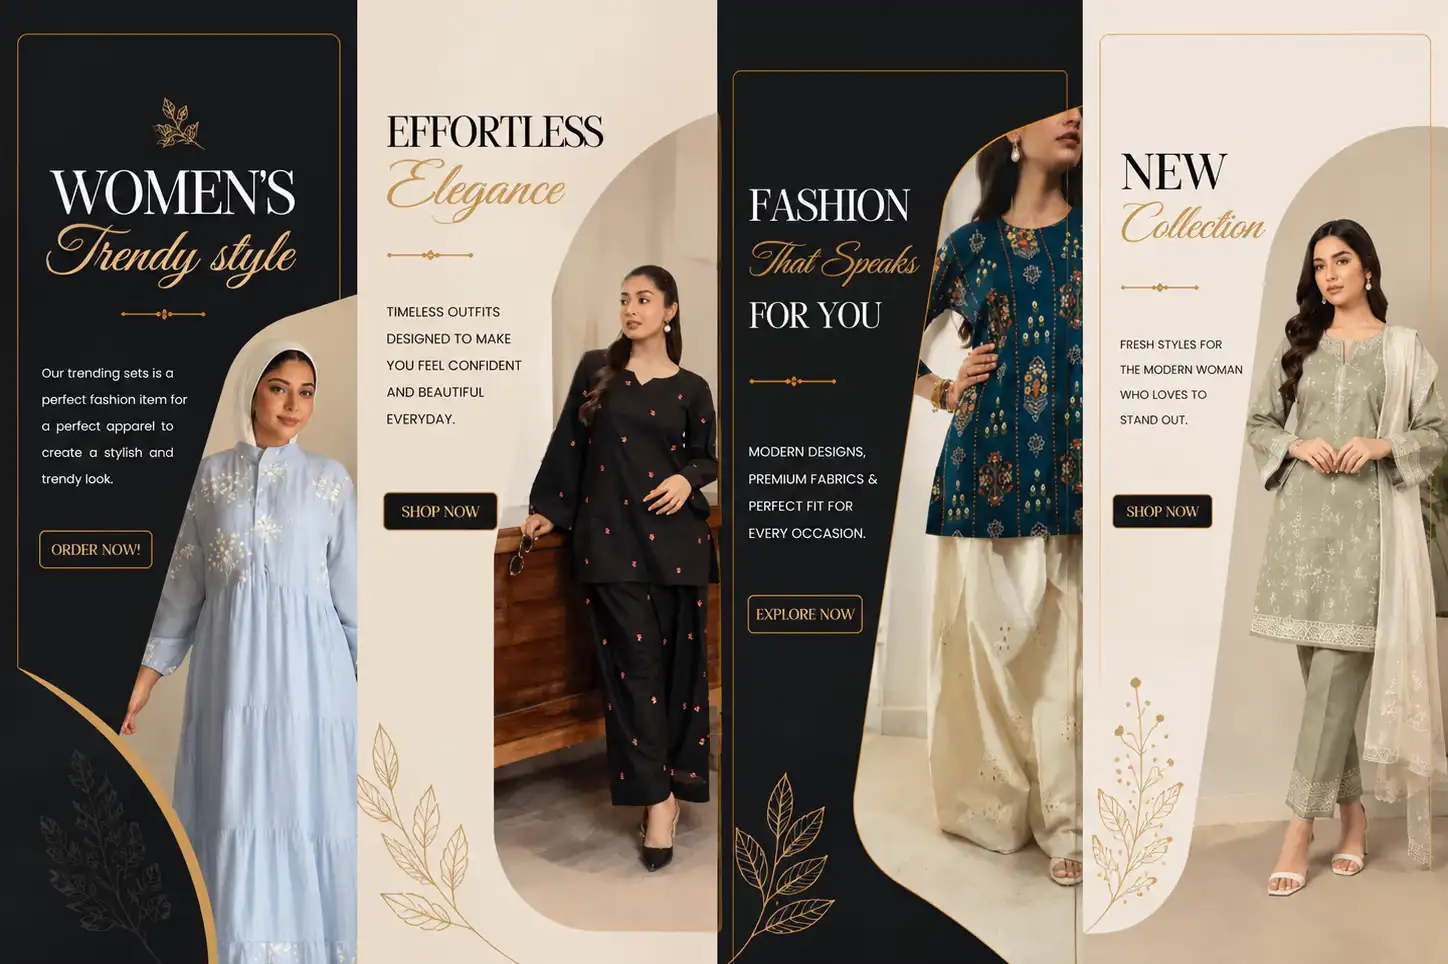 WOMEN'S
Trendy style
Our trending sets is a
perfect fashion item for
a perfect apparel to
create a stylish and
trendy look.
ORDER NOW!
EFFORTLESS
Elegance
TIMELESS OUTFITS
DESIGNED TO MAKE
YOU FEEL CONFIDENT
AND BEAUTIFUL
EVERYDAY.
SHOP NOW
FASHION
That Speaks
FOR YOU
MODERN DESIGNS,
PREMIUM FABRICS &
PERFECT FIT FOR
EVERY OCCASION.
EXPLORE NOW
NEW
Collection
FRESH STYLES FOR
THE MODERN WOMAN
WHO LOVES TO
STAND OUT.
SHOP NOW